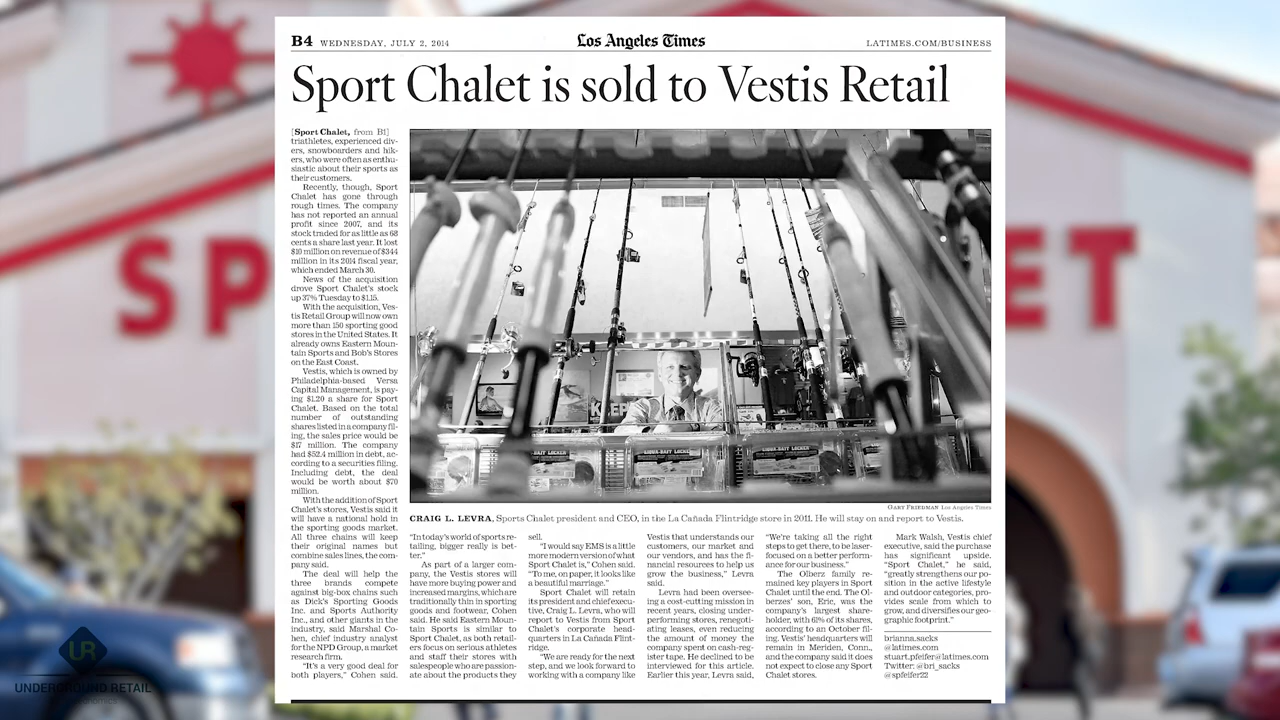 B4 WEDNESDAY, JULY 2, 2014
Los Angeles Times
LATIMES.COM/BUSINESS
Sport Chalet is sold to Vestis Retail
[Sport Chalet, from B1]
triathletes, experienced div-
ers, snowboarders and hik-
ers, who were often as enthu-
siastic about their sports as
their customers.
Recently, though, Sport
Chalet has gone through
rough times. The company
has not reported an annual
profit since 2007, and its
stock traded for as little as 68
cents a share last year. It lost
$10 million on revenue of $344
million in its 2014 fiscal year,
which ended March 30.
News of the acquisition
drove Sport Chalet's stock
up 37% Tuesday to $1.15.
With the acquisition, Ves-
tis Retail Group will now own
more than 150 sporting good
stores in the United States. It
already owns Eastern Moun-
tain Sports and Bob's Stores
on the East Coast.
Vestis, which is owned by
Philadelphia-based Versa
Capital Management, is pay-
ing $1.20 a share for Sport
Chalet. Based on the total
number of outstanding
shares listed in a company fil-
ing, the sales price would be
$17 million. The company
had $52.4 million in debt, ac-
cording to a securities filing.
Including debt, the deal
would be worth about $70
million.
With the addition of Sport
Chalet's stores, Vestis said it
will have a national hold in
the sporting goods market.
All three chains will keep
their original names but
combine sales lines, the com-
pany said.
The deal will help the
three brands compete
against big-box chains such
as Dick's Sporting Goods
Inc. and Sports Authority
Inc., and other giants in the
industry, said Marshal Co-
hen, chief industry analyst
for the NPD Group, a market
research firm.
"It's a very good deal for
both players," Cohen said.
KEEP
SIOUX-BAIT LOCKER
GARY FRIEDMAN Los Angeles Times
CRAIG L. LEVRA, Sports Chalet president and CEO, in the La Cañada Flintridge store in 2011. He will stay on and report to Vestis.
"In today's world of sports re-
tailing, bigger really is bet-
ter."
As part of a larger com-
pany, the Vestis stores will
have more buying power and
increased margins, which are
traditionally thin in sporting
goods and footwear, Cohen
said. He said Eastern Moun-
tain Sports is similar to
Sport Chalet, as both retail-
ers focus on serious athletes
and staff their stores with
salespeople who are passion-
ate about the products they
sell.
"I would say EMS is a little
more modern version of what
Sport Chalet is," Cohen said.
"To me, on paper, it looks like
a beautiful marriage."
Sport Chalet will retain
its president and chief execu-
tive, Craig L. Levra, who will
report to Vestis from Sport
Chalet's corporate head-
quarters in La Cañada Flint-
ridge.
"We are ready for the next
step, and we look forward to
working with a company like
Vestis that understands our
customers, our market and
our vendors, and has the fi-
nancial resources to help us
grow the business," Levra
said.
Levra had been oversee-
ing a cost-cutting mission in
recent years, closing under-
performing stores, renegoti-
ating leases, even reducing
the amount of money the
company spent on cash-reg-
ister tape. He declined to be
interviewed for this article.
Earlier this year, Levra said,
"We're taking all the right
steps to get there, to be laser-
focused on a better perform-
ance for our business."
The Olberz family re-
mained key players in Sport
Chalet until the end. The Ol-
berzes' son, Eric, was the
company's largest share-
holder, with 61% of its shares,
according to an October fil-
ing. Vestis' headquarters will
remain in Meriden, Conn.,
and the company said it does
not expect to close any Sport
Chalet stores.
Mark Walsh, Vestis chief
executive, said the purchase
has significant upside.
"Sport Chalet," he said,
"greatly strengthens our po-
sition in the active lifestyle
and outdoor categories, pro-
vides scale from which to
grow, and diversifies our geo-
graphic footprint."
brianna.sacks
@latimes.com
stuart.pfeifer@latimes.com
Twitter: @bri_sacks
@spfeifer22
SP
ET
UR
UNDERGROUND RETAIL